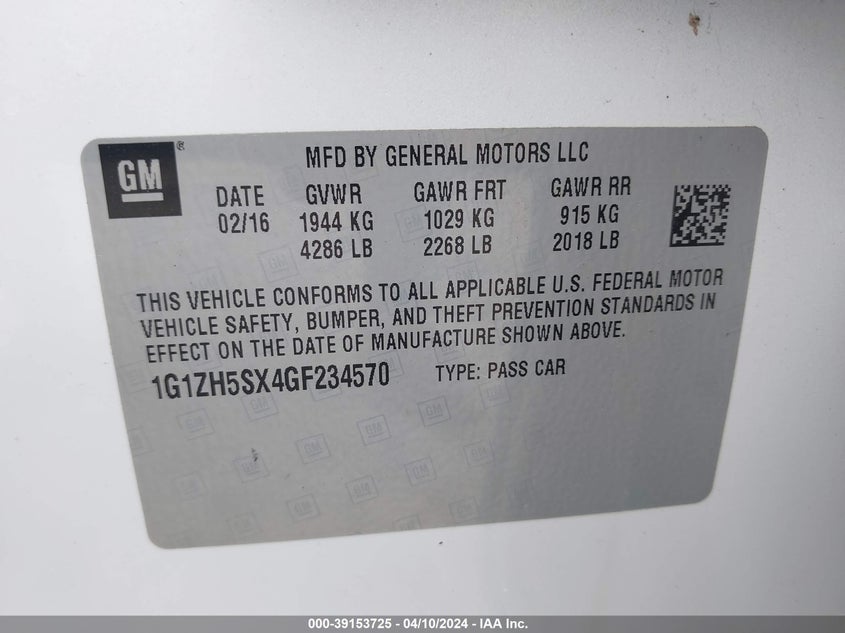 GM ® MFD BY GENERAL MOTORS LLC
DATE GVWR GAWR FRT GAWR RR
02/16 1944 KG 1029 KG 915 KG
4286 LB 2268 LB 2018 LB
THIS VEHICLE CONFORMS TO ALL APPLICABLE U.S. FEDERAL MOTOR
VEHICLE SAFETY, BUMPER, AND THEFT PREVENTION STANDARDS IN
EFFECT ON THE DATE OF MANUFACTURE SHOWN ABOVE.
1G1ZH5SX4GF234570 TYPE: PASS CAR
000-39153725 - 04/10/2024 - IAA Inc.